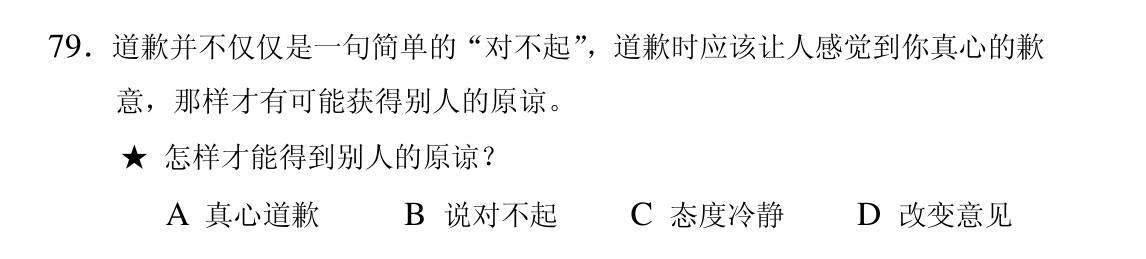 79．道歉并不仅仅是一句简单的“对不起”，道歉时应该让人感觉到你真心的歉
意，那样才有可能获得别人的原谅。
★ 怎样才能得到别人的原谅？
A 真心道歉 B 说对不起 C 态度冷静 D 改变意见